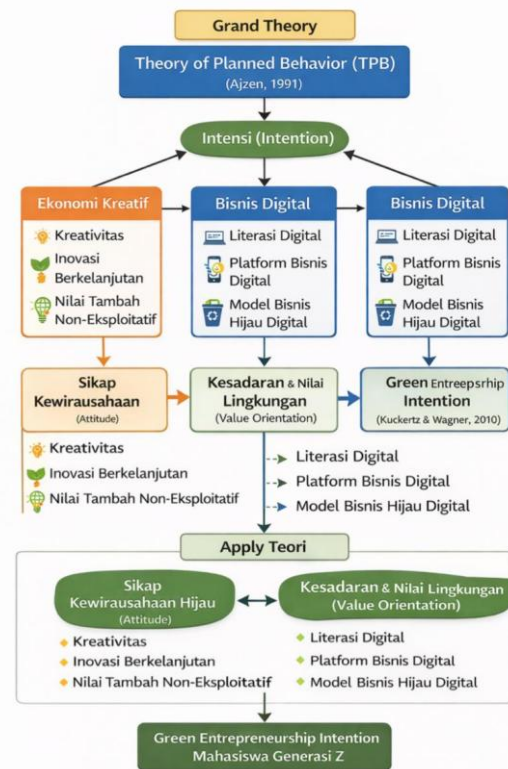 Grand Theory
Theory of Planned Behavior (TPB)
(Ajzen, 1991)
Intensi (Intention)
Ekonomi Kreatif
Kreativitas
Inovasi
Berkelanjutan
Nilai Tambah
Non-Eksploitatif
Bisnis Digital
Literasi Digital
Platform Bisnis
Digital
Model Bisnis
Hijau Digital
Bisnis Digital
Literasi Digital
Platform Bisnis
Digital
Model Bisnis
Hijau Digital
Sikap
Kewirausahaan
(Attitude)
Kesadaran & Nilai
Lingkungan
(Value Orientation)
Green Entreepsrhip
Intention
(Kuckertz & Wagner, 2010)
Kreativitas
Inovasi Berkelanjutan
Nilai Tambah Non-Eksploitatif
Literasi Digital
Platform Bisnis Digital
Model Bisnis Hijau Digital
Apply Teori
Sikap
Kewirausahaan Hijau
(Attitude)
Kreativitas
Inovasi Berkelanjutan
Nilai Tambah Non-Eksploitatif
Kesadaran & Nilai Lingkungan
(Value Orientation)
Literasi Digital
Platform Bisnis Digital
Model Bisnis Hijau Digital
Green Entrepreneurship Intention
Mahasiswa Generasi Z